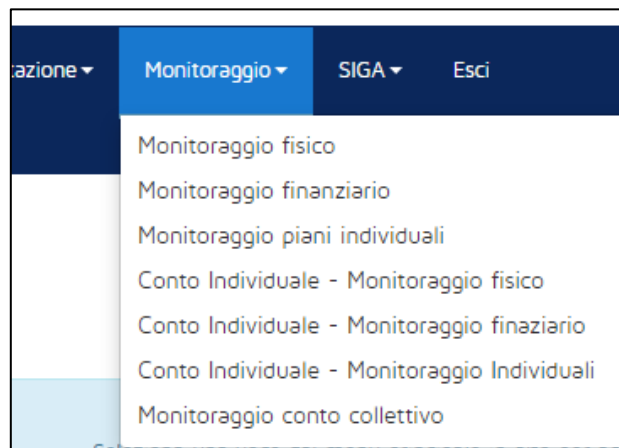 tazione Monitoraggio SIGA Esci
Monitoraggio fisico
Monitoraggio finanziario
Monitoraggio piani individuali
Conto Individuale - Monitoraggio fisico
Conto Individuale - Monitoraggio finaziario
Conto Individuale - Monitoraggio Individuali
Monitoraggio conto collettivo